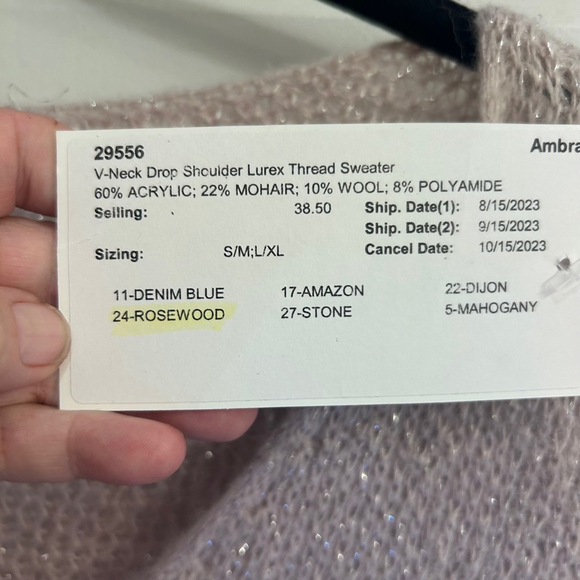 29556 Ambra
V-Neck Drop Shoulder Lurex Thread Sweater
60% ACRYLIC; 22% MOHAIR; 10% WOOL; 8% POLYAMIDE
Selling: 38.50 Ship. Date(1): 8/15/2023
Ship. Date(2): 9/15/2023
Sizing: S/M;L/XL Cancel Date: 10/15/2023
11-DENIM BLUE 17-AMAZON 22-DIJON
24-ROSEWOOD 27-STONE 5-MAHOGANY